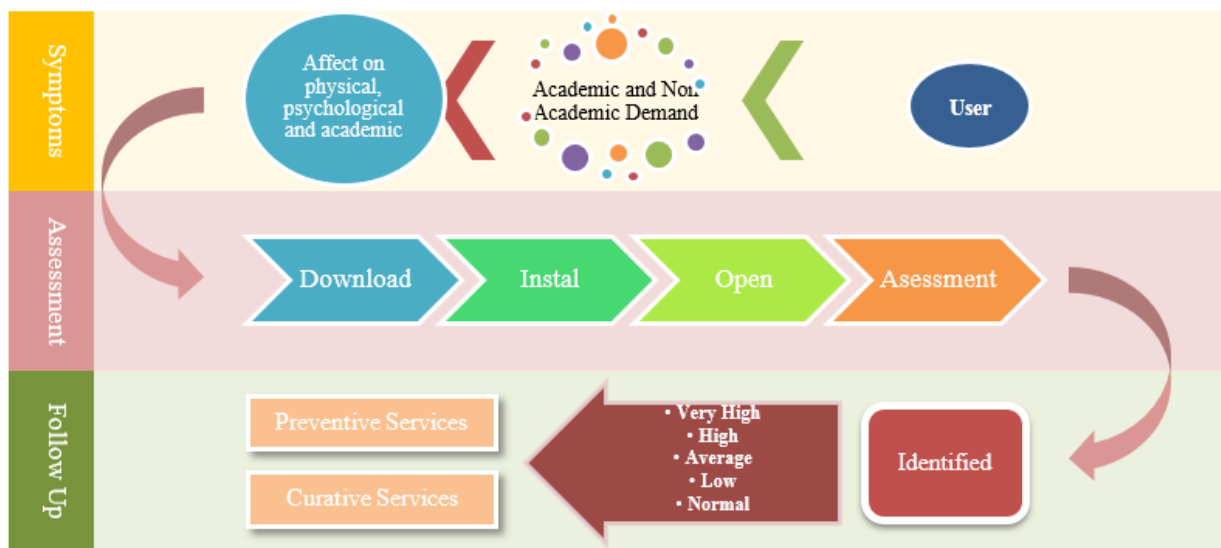 Symptoms
Affect on
physical,
psychological
and academic
Academic and Non
Academic Demand
User
Assessment
Download
Instal
Open
Asessment
Follow Up
Preventive Services
Curative Services
• Very High
• High
• Average
• Low
• Normal
Identified